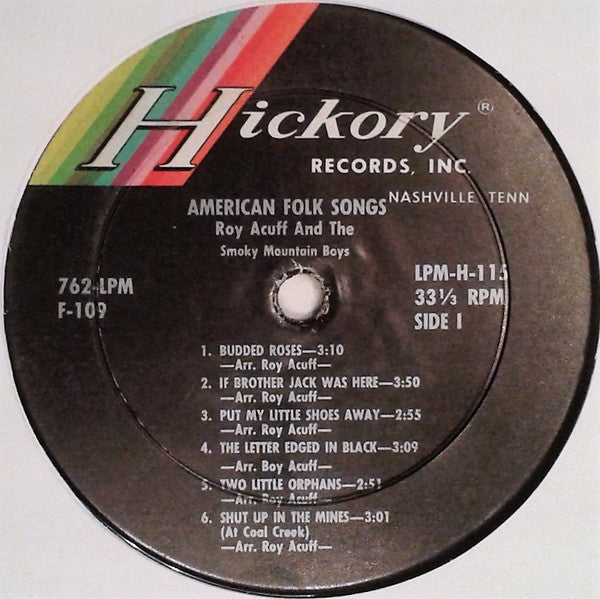 Hickory®
RECORDS, INC.
NASHVILLE, TENN
AMERICAN FOLK SONGS
Roy Acuff And The
Smoky Mountain Boys
762-LPM
F-109
LPM-H-115
33⅓ RPM
SIDE I
1. BUDDED ROSES—3:10
—Arr. Roy Acuff—
2. IF BROTHER JACK WAS HERE—3:50
—Arr. Roy Acuff—
3. PUT MY LITTLE SHOES AWAY—2:55
—Arr. Roy Acuff—
4. THE LETTER EDGED IN BLACK—3:09
—Arr. Boy Acuff—
5. TWO LITTLE ORPHANS—2:51
—Arr. Roy Acuff—
6. SHUT UP IN THE MINES—3:01
(At Coal Creek)
—Arr. Roy Acuff—